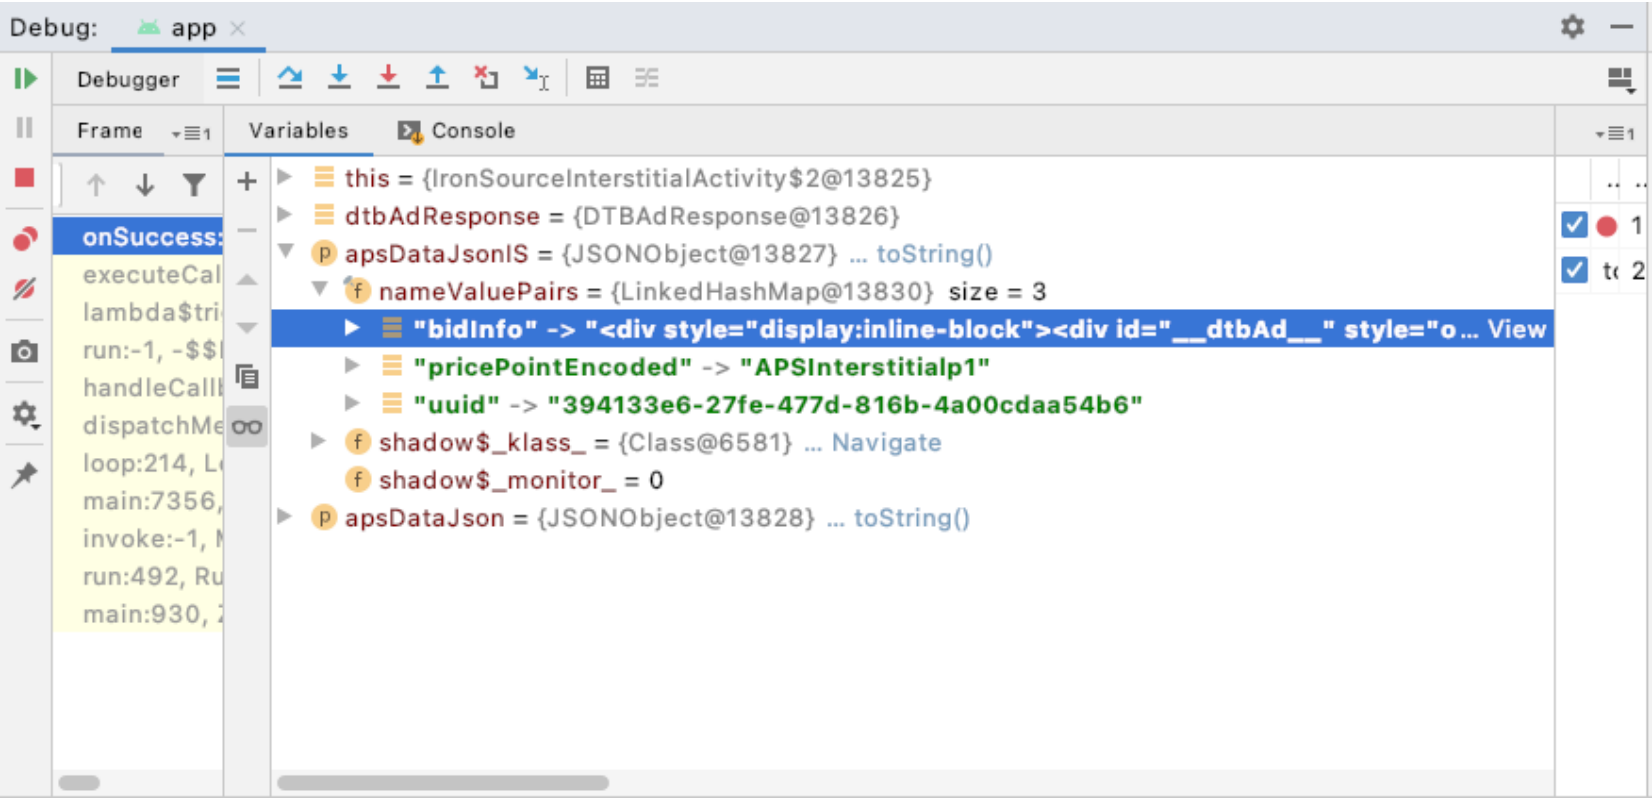 Debug: app
Debugger
Frame 1 Variables Console 1
this = {IronSourceInterstitialActivity$2@13825}
dtbAdResponse = {DTBAdResponse@13826}
apsDataJsonIS = {JSONObject@13827} ... toString()
nameValuePairs = {LinkedHashMap@13830} size = 3
"bidInfo" -> "<div style="display:inline-block"><div id="__dtbAd__" style="o... View
"pricePointEncoded" -> "APSInterstitialp1"
"uuid" -> "394133e6-27fe-477d-816b-4a00cdaa54b6"
shadow$_klass_ = {Class@6581} ... Navigate
shadow$_monitor_ = 0
apsDataJson = {JSONObject@13828} ... toString()
onSuccess:
executeCal
lambda$tri
run:-1, -$$
handleCall
dispatchMe
loop:214, L
main:7356,
invoke:-1,
run:492, Ru
main:930,
.. ..
1
2